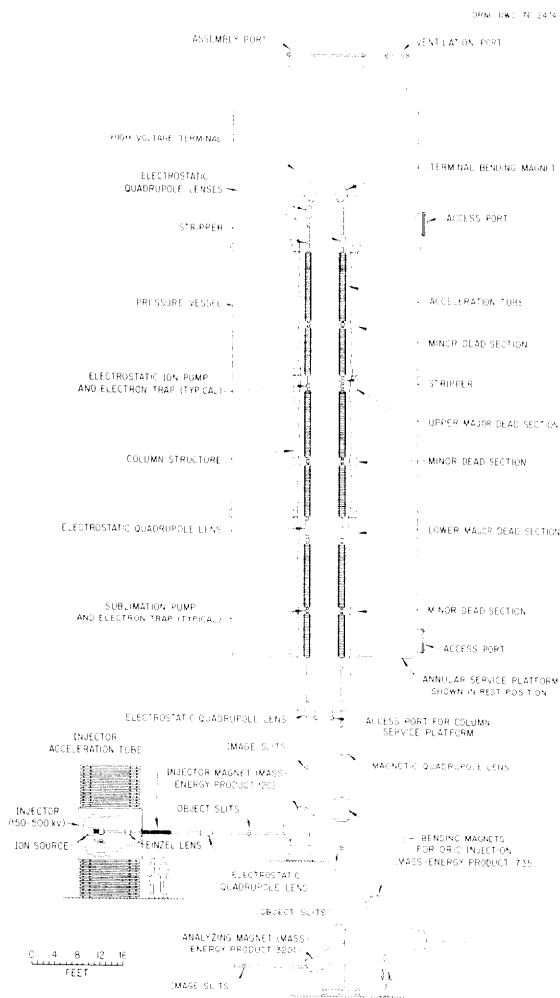 ORNL DWG 76 2474
ASSEMBLY PORT
VENTILATION PORT
HIGH VOLTAGE TERMINAL
TERMINAL BENDING MAGNET
ELECTROSTATIC
QUADRUPOLE LENSES
STRIPPER
ACCESS PORT
PRESSURE VESSEL
ACCELERATION TUBE
MINOR DEAD SECTION
ELECTROSTATIC ION PUMP
AND ELECTRON TRAP (TYPICAL)
STRIPPER
UPPER MAJOR DEAD SECTION
COLUMN STRUCTURE
MINOR DEAD SECTION
ELECTROSTATIC QUADRUPOLE LENS
LOWER MAJOR DEAD SECTION
SUBLIMATION PUMP
AND ELECTRON TRAP (TYPICAL)
MINOR DEAD SECTION
ACCESS PORT
ANNULAR SERVICE PLATFORM
SHOWN IN REST POSITION
ELECTROSTATIC QUADRUPOLE LENS
ACCESS PORT FOR COLUMN
SERVICE PLATFORM
INJECTOR
ACCELERATION TUBE
IMAGE SLITS
MAGNETIC QUADRUPOLE LENS
INJECTOR MAGNET (MASS-
ENERGY PRODUCT 20)
OBJECT SLITS
INJECTOR
(150-500 kV)
ION SOURCE
EINZEL LENS
BENDING MAGNETS
FOR ORIC INJECTION
(MASS-ENERGY PRODUCT 735)
ELECTROSTATIC
QUADRUPOLE LENS
OBJECT SLITS
ANALYZING MAGNET (MASS-
ENERGY PRODUCT 320)
IMAGE SLITS
0 4 8 12 16
FEET